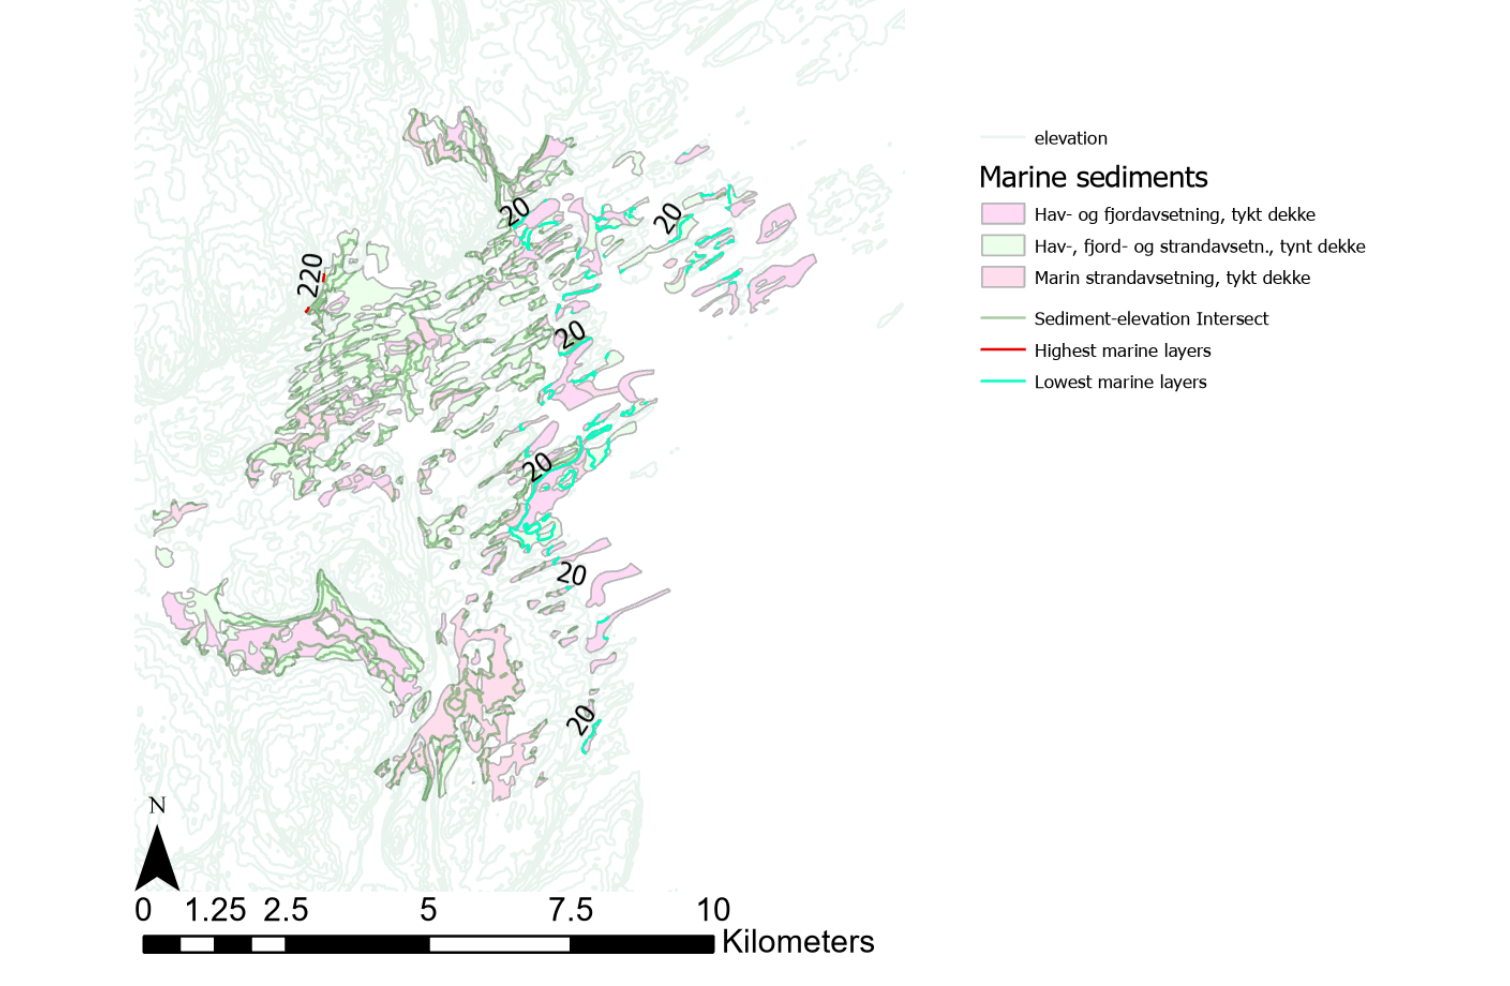 elevation
Marine sediments
Hav- og fjordavsetning, tykt dekke
Hav-, fjord- og strandavsetn., tynt dekke
Marin strandavsetning, tykt dekke
Sediment-elevation Intersect
Highest marine layers
Lowest marine layers
20
20
220
20
20
20
20
N
0 1.25 2.5 5 7.5 10
Kilometers